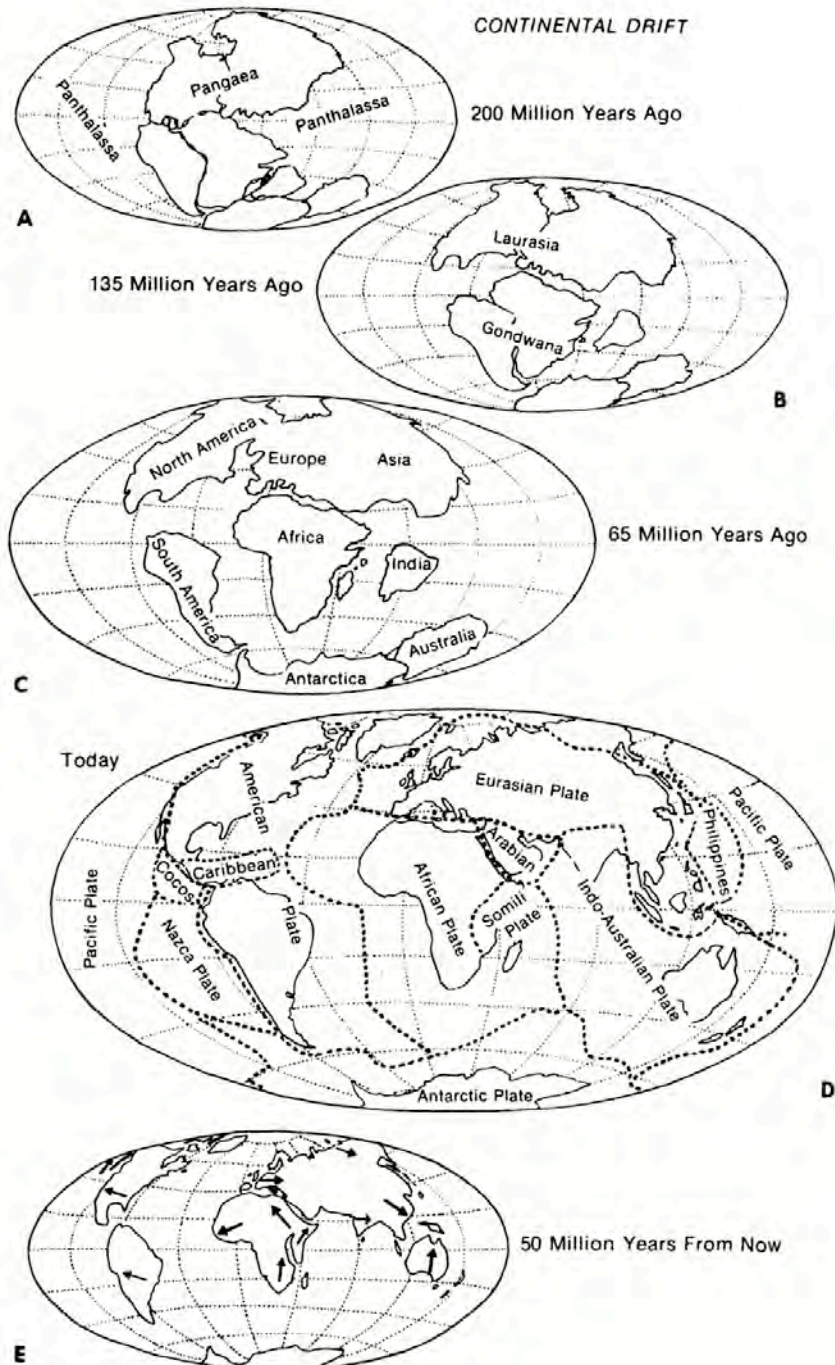 CONTINENTAL DRIFT
Pangaea
Panthalassa
Panthalassa
200 Million Years Ago
A
Laurasia
135 Million Years Ago
Gondwana
B
North America
Europe
Asia
Africa
65 Million Years Ago
South America
India
Australia
Antarctica
C
Today
American
Eurasian Plate
Pacific Plate
Philippines
Arabian
Caribbean
Cocos
African Plate
Somili
Plate
Indo-Australian Plate
Pacific Plate
Nazca Plate
Plate
Antarctic Plate
D
50 Million Years From Now
E